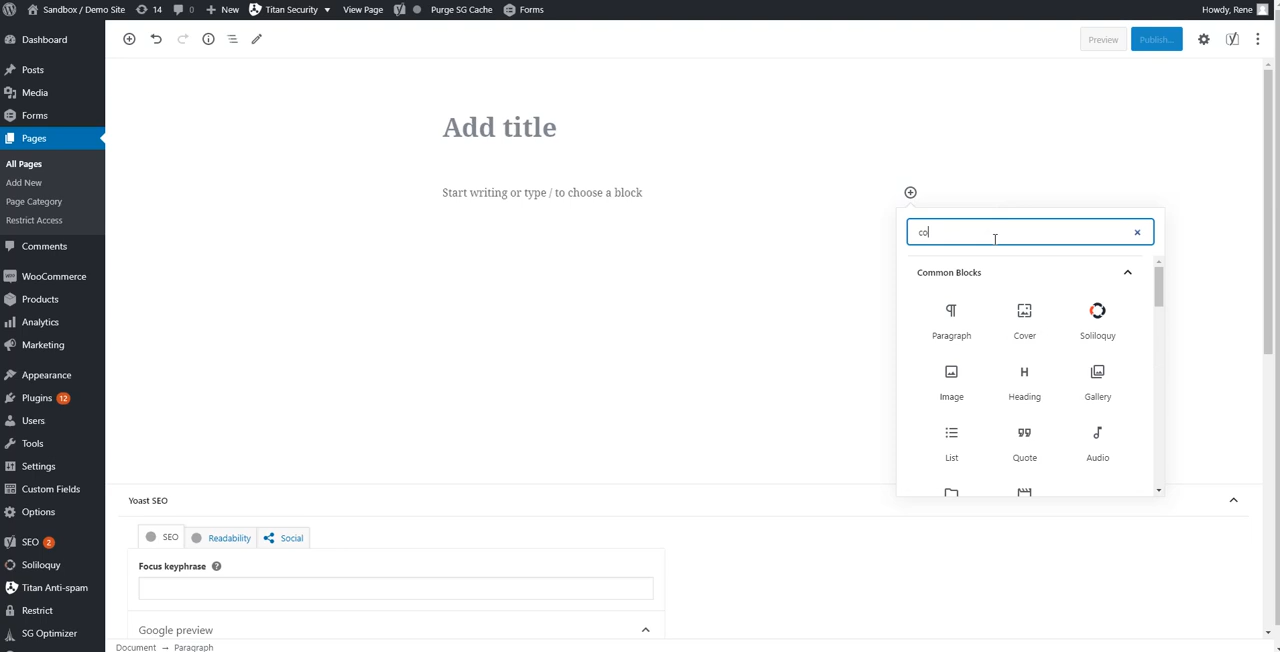 Sandbox / Demo Site 14 0 New Titan Security View Page Purge SG Cache Forms Howdy, Rene
Dashboard
Posts
Media
Forms
Pages
All Pages
Add New
Page Category
Restrict Access
Comments
WooCommerce
Products
Analytics
Marketing
Appearance
Plugins 12
Users
Tools
Settings
Custom Fields
Options
SEO 2
Soliloquy
Titan Anti-spam
Restrict
SG Optimizer
Preview Publish...
Add title
Start writing or type / to choose a block
co
Common Blocks
Paragraph Cover Soliloquy
Image Heading Gallery
List Quote Audio
Yoast SEO
SEO Readability Social
Focus keyphrase
Google preview
Document → Paragraph